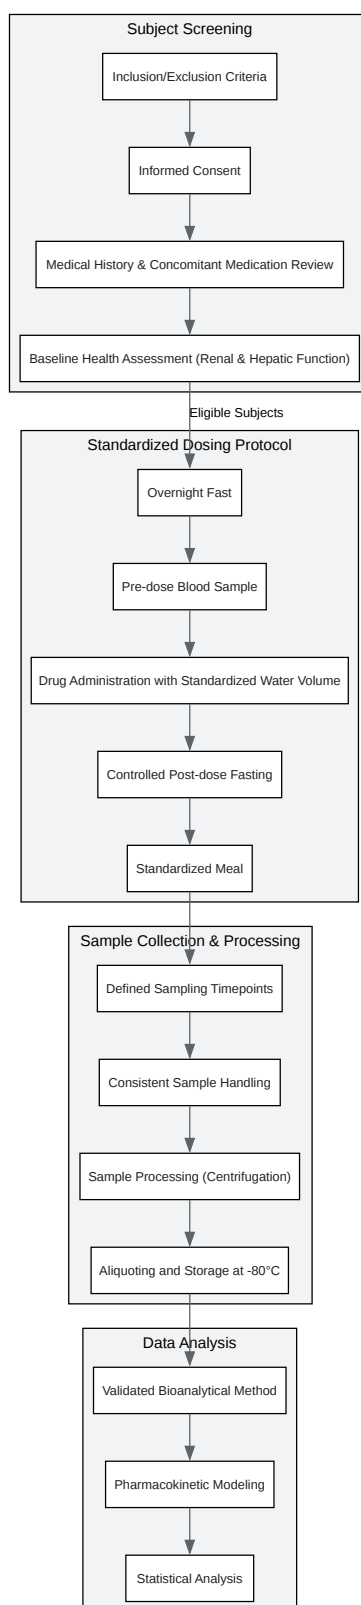 Subject Screening
Inclusion/Exclusion Criteria
Informed Consent
Medical History & Concomitant Medication Review
Baseline Health Assessment (Renal & Hepatic Function)
Eligible Subjects
Standardized Dosing Protocol
Overnight Fast
Pre-dose Blood Sample
Drug Administration with Standardized Water Volume
Controlled Post-dose Fasting
Standardized Meal
Sample Collection & Processing
Defined Sampling Timepoints
Consistent Sample Handling
Sample Processing (Centrifugation)
Aliquoting and Storage at -80°C
Data Analysis
Validated Bioanalytical Method
Pharmacokinetic Modeling
Statistical Analysis